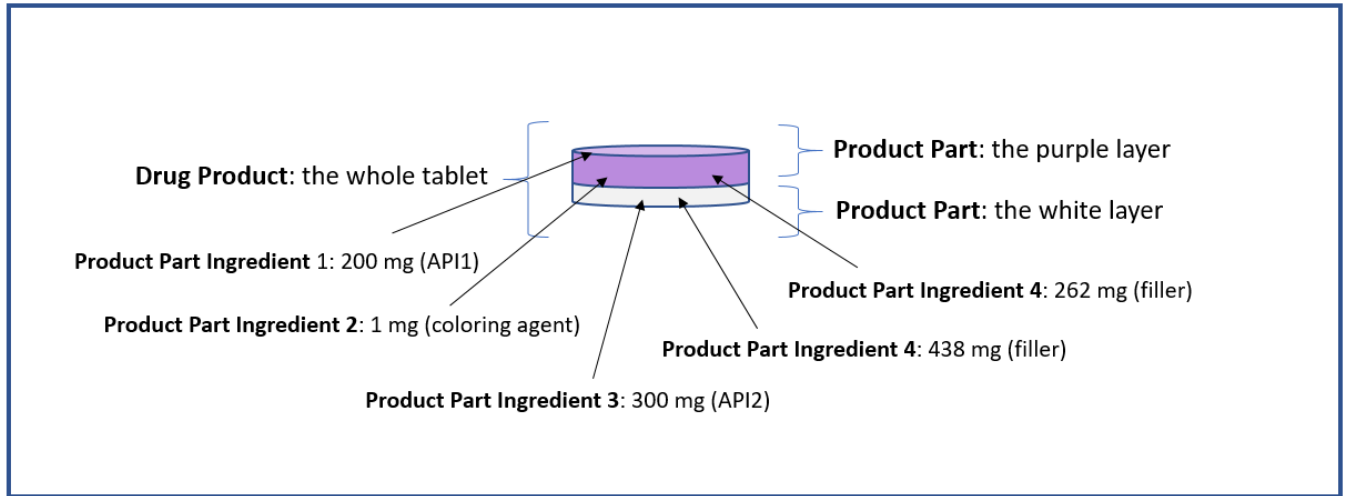 Product Part: the purple layer
Drug Product: the whole tablet
Product Part: the white layer
Product Part Ingredient 1: 200 mg (API1)
Product Part Ingredient 4: 262 mg (filler)
Product Part Ingredient 2: 1 mg (coloring agent)
Product Part Ingredient 4: 438 mg (filler)
Product Part Ingredient 3: 300 mg (API2)